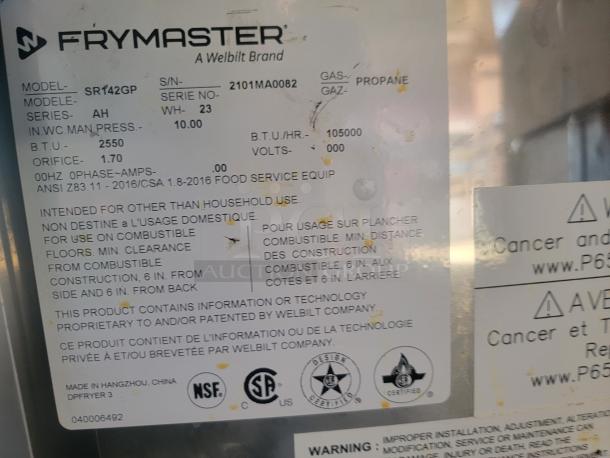 FRYMASTER
A Welbilt Brand
MODEL- SR142GP S/N- 2101MA0082 GAS- PROPANE
MODELE- SERIE NO- GAZ-
SERIES- AH WH- 23
IN.WC.MAN.PRESS.- 10.00
B.T.U.- 2550 B.T.U./HR.- 105000
ORIFICE- 1.70 VOLTS- 000
00HZ 0PHASE~AMPS- .00
ANSI Z83 11 - 2016/CSA 1.8-2016 FOOD SERVICE EQUIP
INTENDED FOR OTHER THAN HOUSEHOLD USE
NON DESTINE a L'USAGE DOMESTIQUE
FOR USE ON COMBUSTIBLE
FLOORS. MIN. CLEARANCE
FROM COMBUSTIBLE
CONSTRUCTION, 6 IN. FROM
SIDE AND 6 IN. FROM BACK
POUR USAGE SUR PLANCHER
COMBUSTIBLE. MIN. DISTANCE
DES CONSTRUCTION
COMBUSTIBLE, 6 IN. AUX
COTES ET 6 IN. L'ARRIERE
THIS PRODUCT CONTAINS INFORMATION OR TECHNOLOGY
PROPRIETARY TO AND/OR PATENTED BY WELBILT COMPANY
CE PRODUIT CONTIENT DE L'INFORMATION OU DE LA TECHNOLOGIE
PRIVÉE À ET/OU BREVETÉE PAR WELBILT COMPANY.
MADE IN HANGZHOU, CHINA
DPFRYER 3
040006492
NSF
C US
DESIGN CERTIFIED
CERTIFIED
Cancer and
www.P65
AVE
Cancer et
Rep
www.P65
WARNING : IMPROPER INSTALLATION, ADJUSTMENT, ALTERATION
MODIFICATION, SERVICE OR MAINTENANCE CAN
DAMAGE, INJURY OR DEATH. READ THE